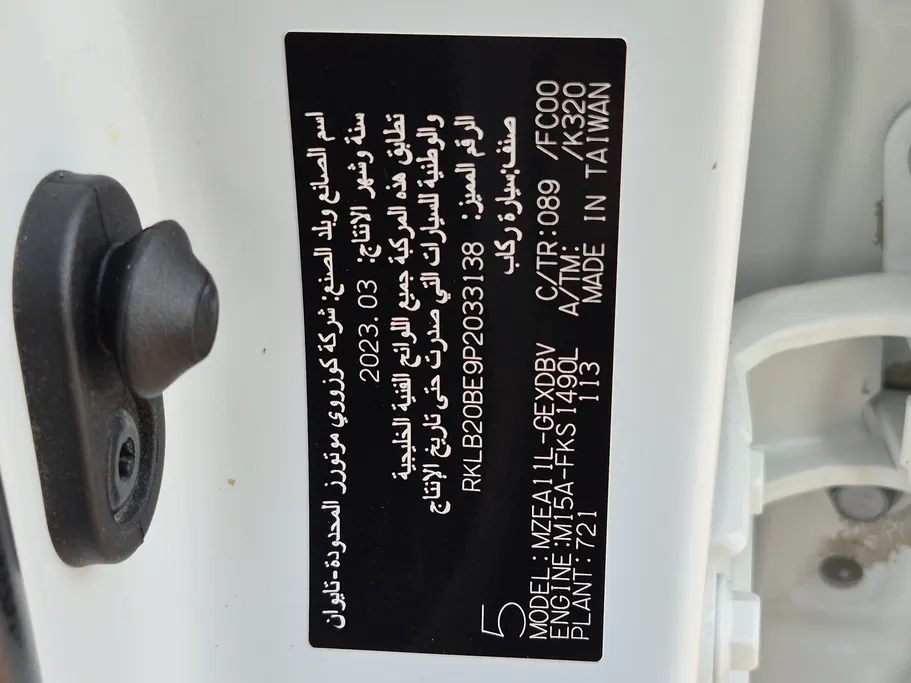 اسم الصانع وبلد الصنع: شركة كوزووي موتورز المحدودة-تايوان
سنة وشهر الانتاج: 2023.03
تطابق هذه المركبة جميع اللوائح الفنية الخليجية
والوطنية للسيارات التي صدرت حتى تاريخ الإنتاج
الرقم المميز: RKLB20BE9P2033138
صنف:سيارة ركاب
5
MODEL:MZEA11L-GEXDBV C/TR:089 /FC00
ENGINE:M15A-FKS 1490L A/TM: /K320
PLANT:721 113 MADE IN TAIWAN